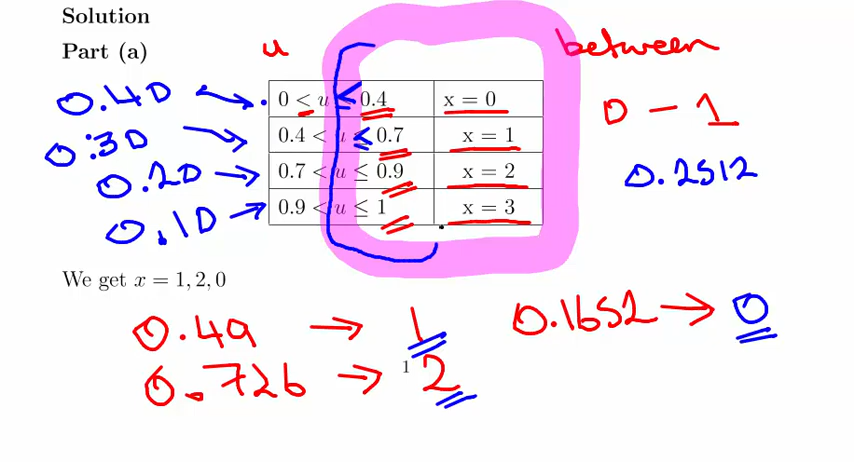 Solution
Part (a)
u
between
0.40
0 < u ≤ 0.4 x = 0
0 - 1
0.30
0.4 < u ≤ 0.7 x = 1
0.20
0.7 < u ≤ 0.9 x = 2
0.2512
0.10
0.9 < u ≤ 1 x = 3
We get x = 1, 2, 0
0.49 → 1
0.1652 → 0
0.726 → 2
1